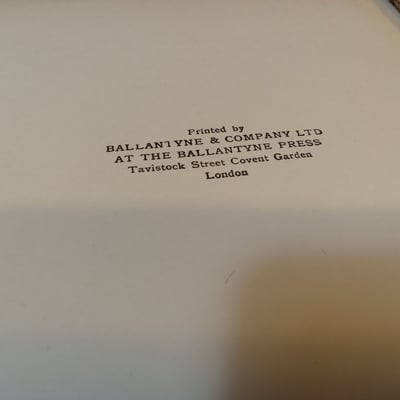 Printed by
BALLANTYNE & COMPANY LTD
AT THE BALLANTYNE PRESS
Tavistock Street Covent Garden
London